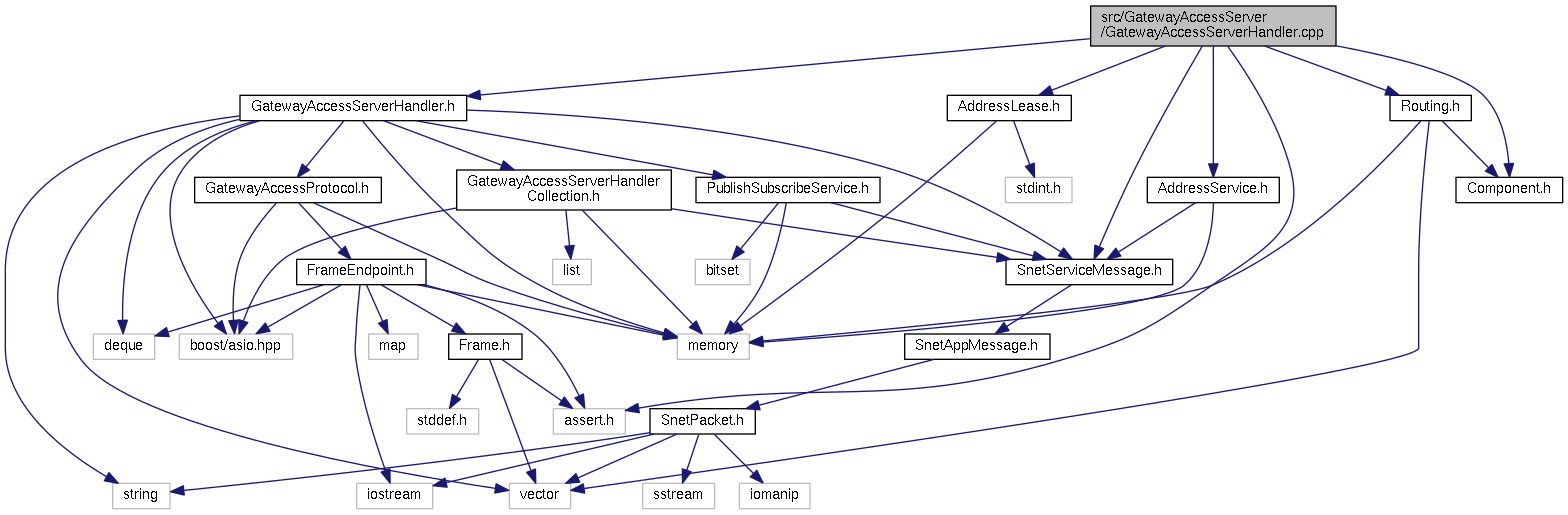 src/GatewayAccessServer
/GatewayAccessServerHandler.cpp
GatewayAccessServerHandler.h
AddressLease.h
Routing.h
GatewayAccessProtocol.h
GatewayAccessServerHandler
Collection.h
PublishSubscribeService.h
stdint.h
AddressService.h
Component.h
FrameEndpoint.h
list
bitset
SnetServiceMessage.h
deque
boost/asio.hpp
map
Frame.h
memory
SnetAppMessage.h
stddef.h
assert.h
SnetPacket.h
string
iostream
vector
sstream
iomanip